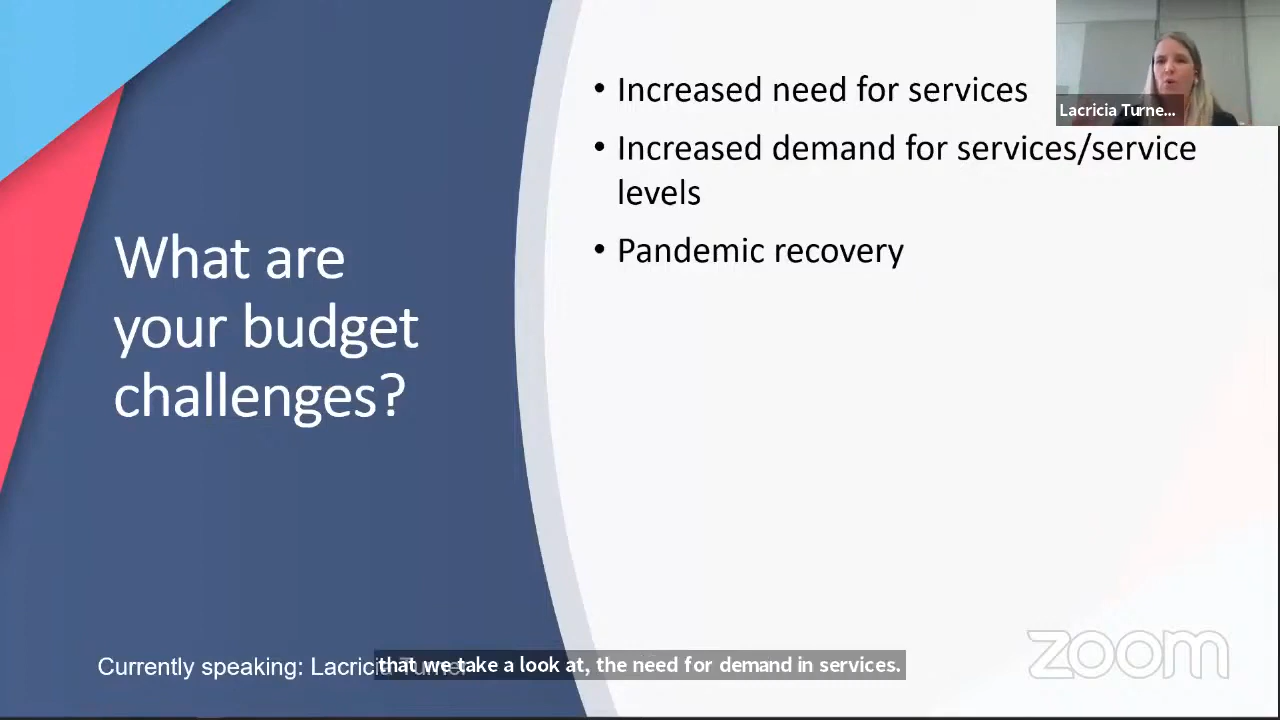 What are
your budget
challenges?
• Increased need for services
• Increased demand for services/service
levels
• Pandemic recovery
Lacricia Turne...
Currently speaking: Lacricia Turner
that we take a look at, the need for demand in services.
zoom